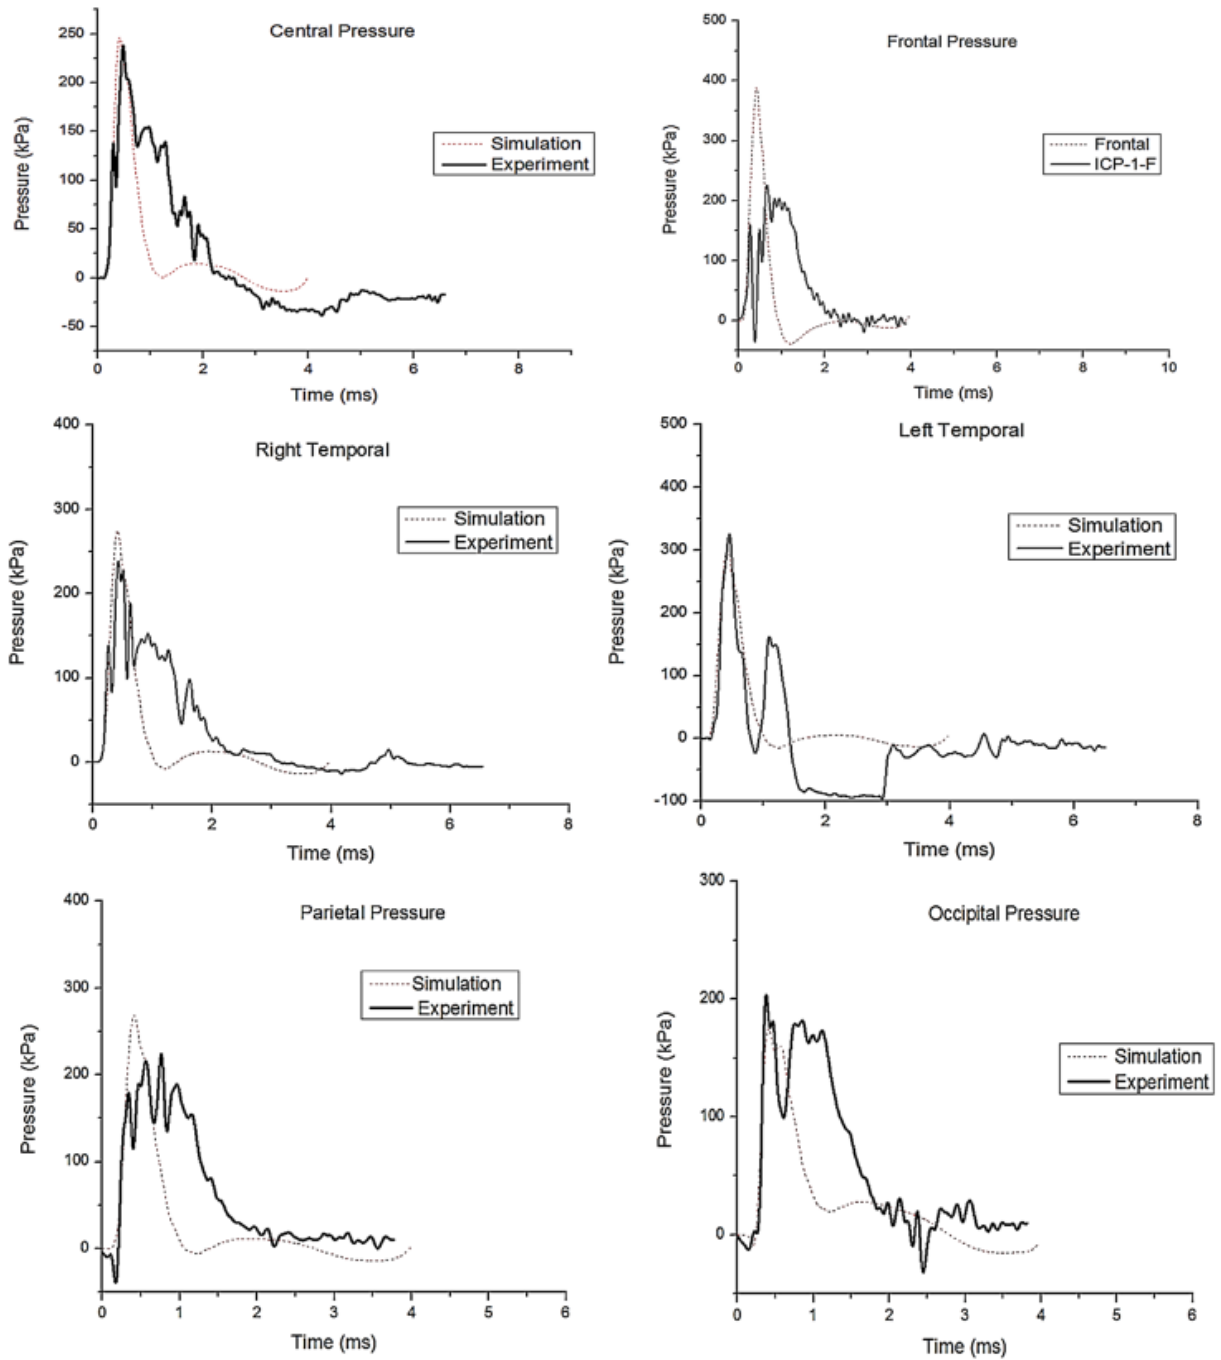 Central Pressure
250
200
150
100
50
0
-50
Pressure (kPa)
Simulation
Experiment
0 2 4 6 8
Time (ms)
Frontal Pressure
500
400
300
200
100
0
Pressure (kPa)
Frontal
ICP-1-F
0 2 4 6 8 10
Time (ms)
Right Temporal
400
300
200
100
0
Pressure (kPa)
Simulation
Experiment
0 2 4 6 8
Time (ms)
Left Temporal
500
400
300
200
100
0
-100
Pressure (kPa)
Simulation
Experiment
0 2 4 6 8
Time (ms)
Parietal Pressure
400
300
200
100
0
Pressure (kPa)
Simulation
Experiment
0 1 2 3 4 5 6
Time (ms)
Occipital Pressure
300
200
100
0
Pressure (kPa)
Simulation
Experiment
0 1 2 3 4 5 6
Time (ms)